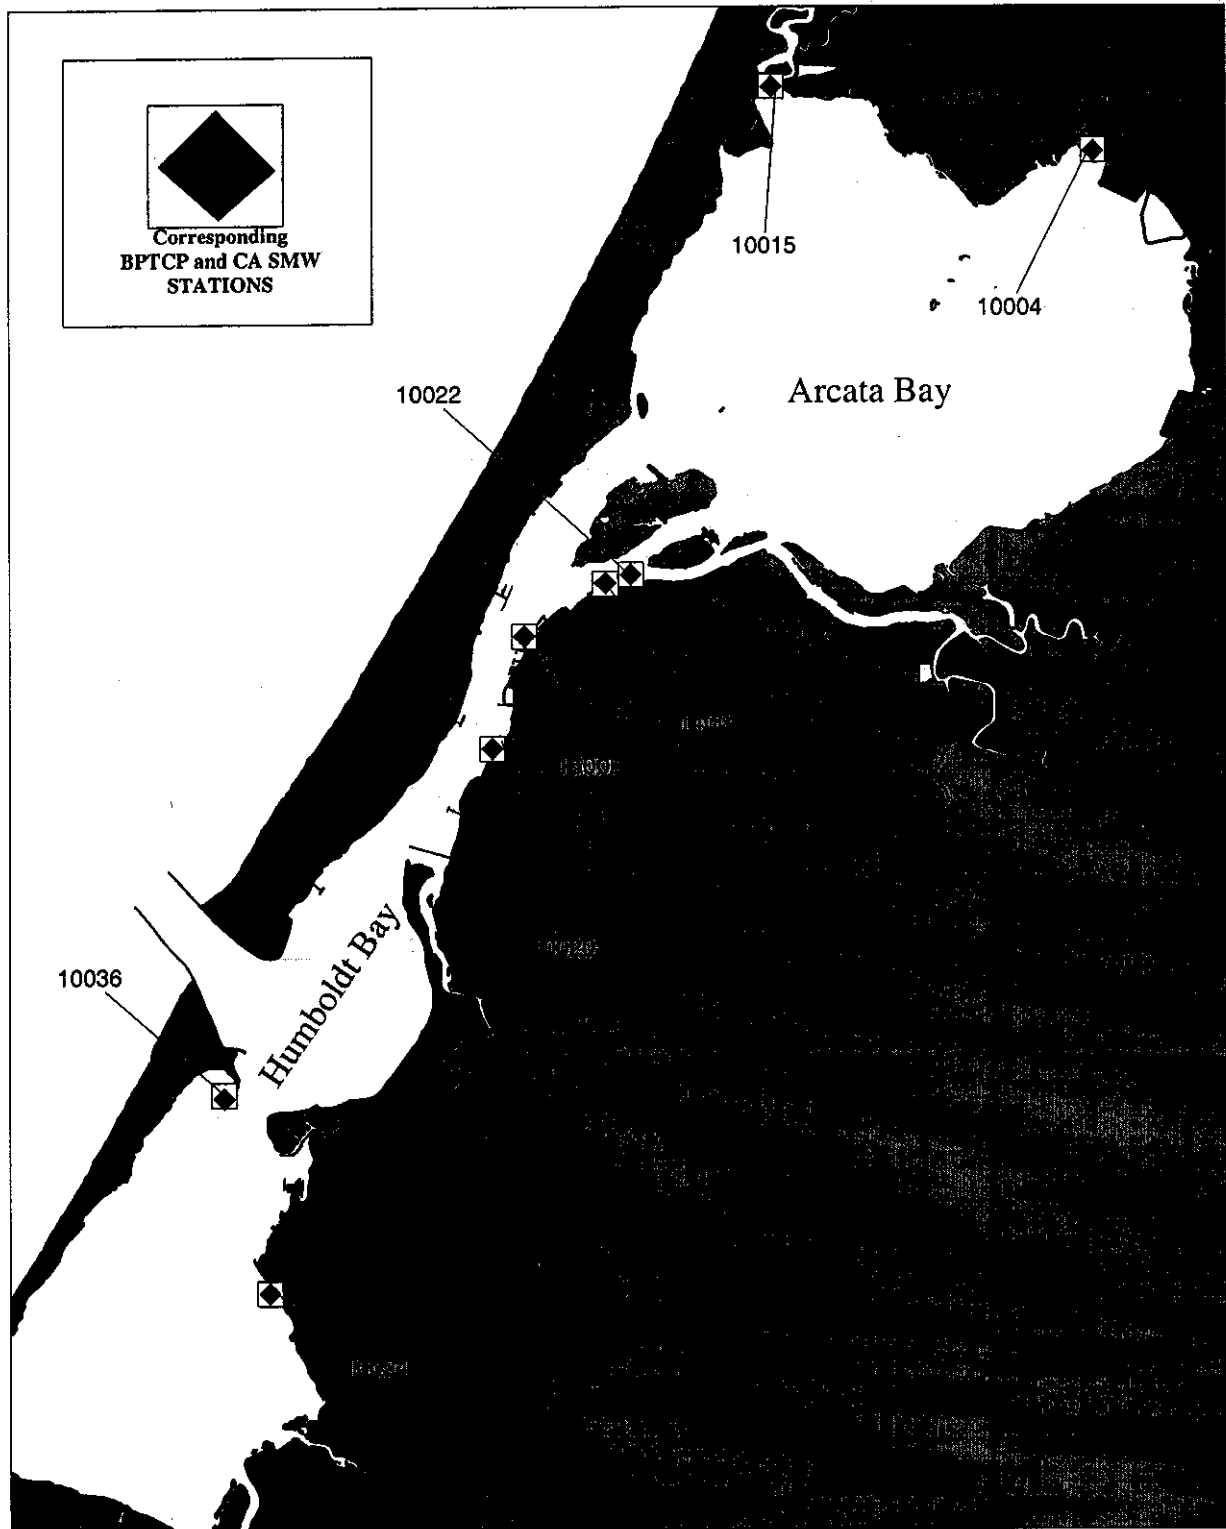 Corresponding
BPTCP and CA SMW
STATIONS
10015
10004
10022
Arcata Bay
10036
Humboldt Bay